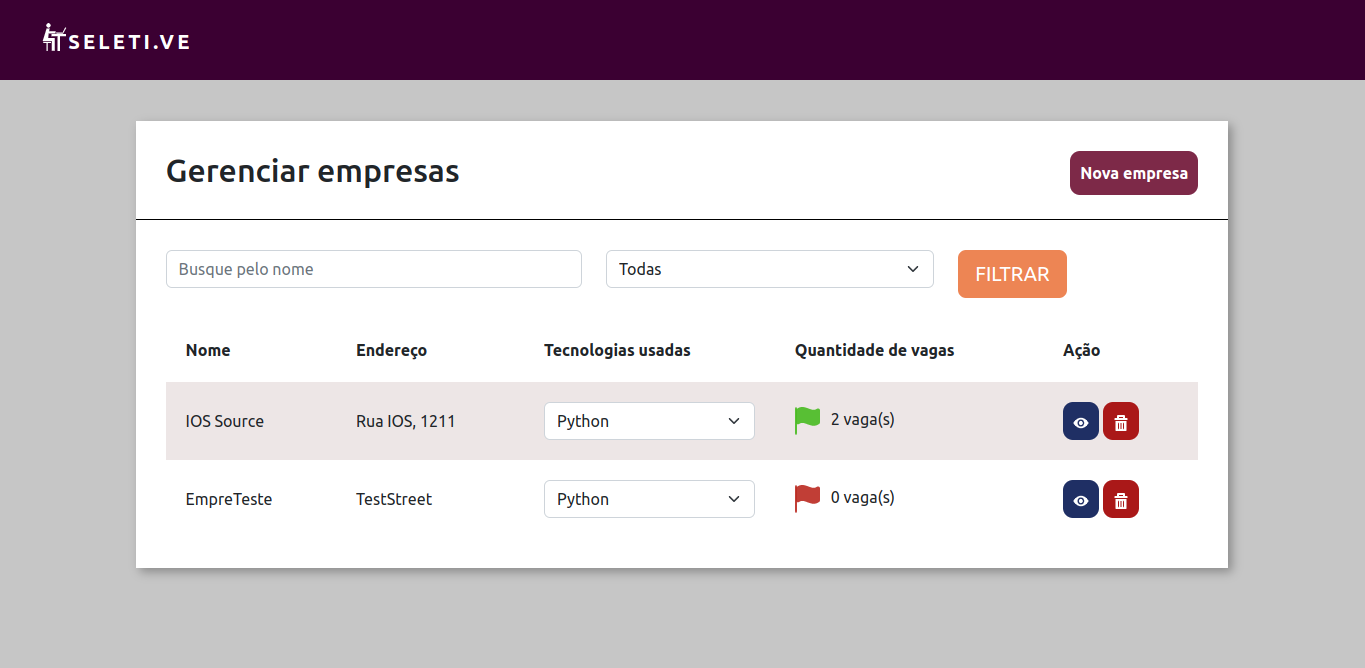 SELETI.VE
Gerenciar empresas
Nova empresa
Busque pelo nome
Todas
FILTRAR
Nome Endereço Tecnologias usadas Quantidade de vagas Ação
IOS Source Rua IOS, 1211 Python 2 vaga(s)
EmpreTeste TestStreet Python 0 vaga(s)